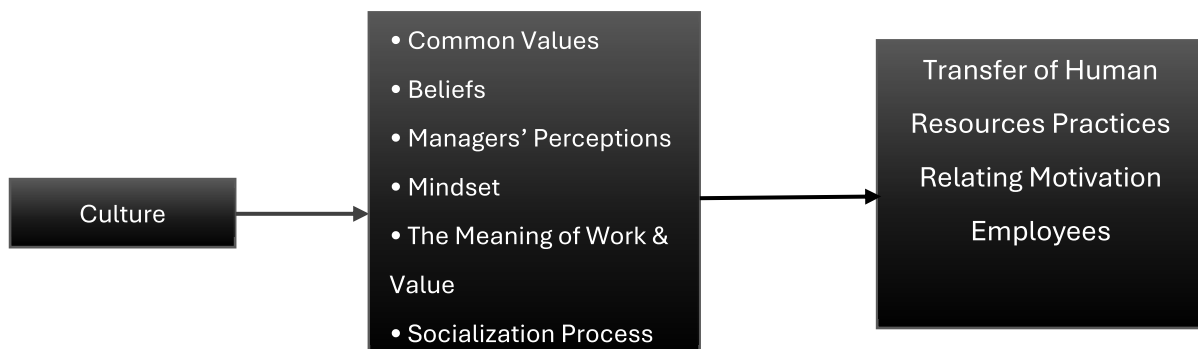 Culture
• Common Values
• Beliefs
• Managers’ Perceptions
• Mindset
• The Meaning of Work &
Value
• Socialization Process
Transfer of Human
Resources Practices
Relating Motivation
Employees